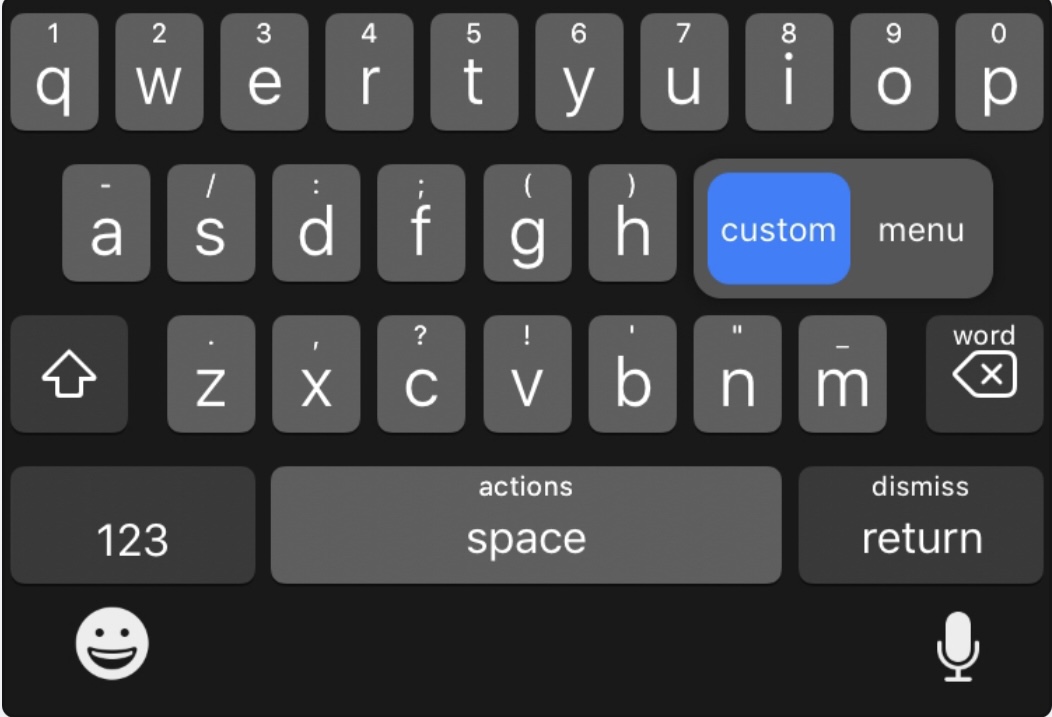 1 2 3 4 5 6 7 8 9 0
q w e r t y u i o p
- / : ; ( )
a s d f g h custom menu
. , ? ! ' " _ word
z x c v b n m
actions dismiss
123 space return